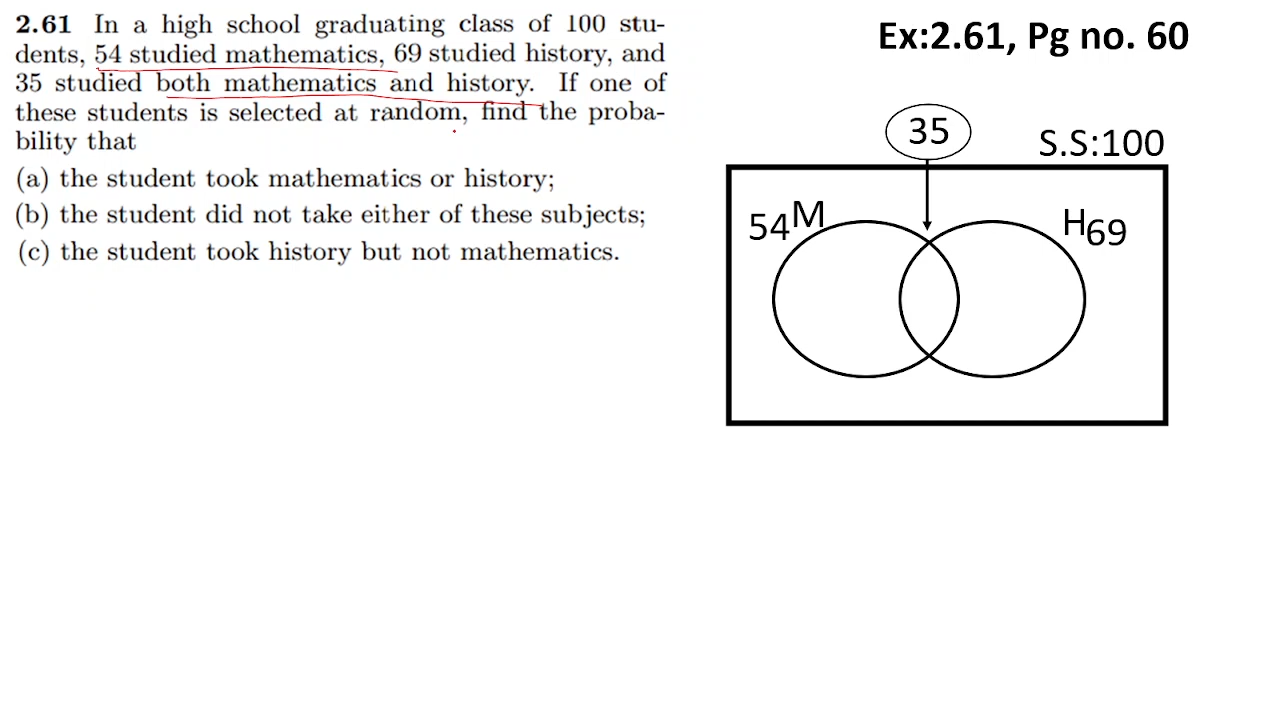 2.61 In a high school graduating class of 100 stu-
dents, 54 studied mathematics, 69 studied history, and
35 studied both mathematics and history. If one of
these students is selected at random, find the proba-
bility that
(a) the student took mathematics or history;
(b) the student did not take either of these subjects;
(c) the student took history but not mathematics.
Ex:2.61, Pg no. 60
35
S.S:100
54 M
H 69